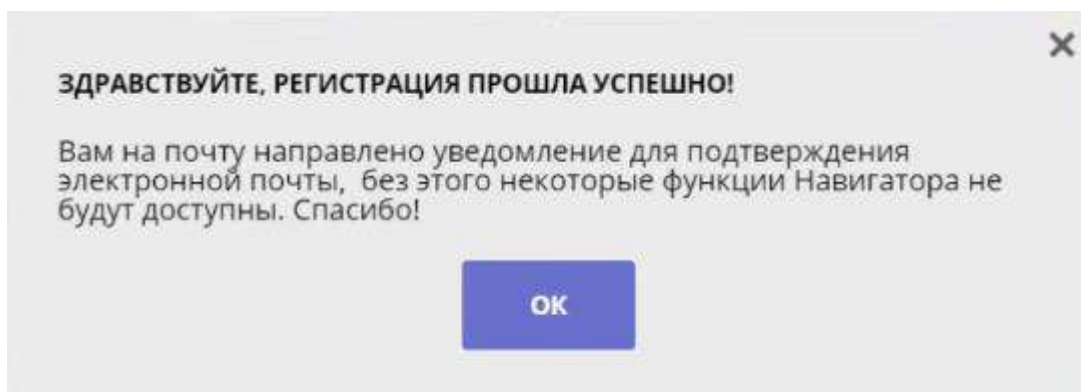 ЗДРАВСТВУЙТЕ, РЕГИСТРАЦИЯ ПРОШЛА УСПЕШНО!
Вам на почту направлено уведомление для подтверждения
электронной почты,  без этого некоторые функции Навигатора не
будут доступны. Спасибо!
ОК